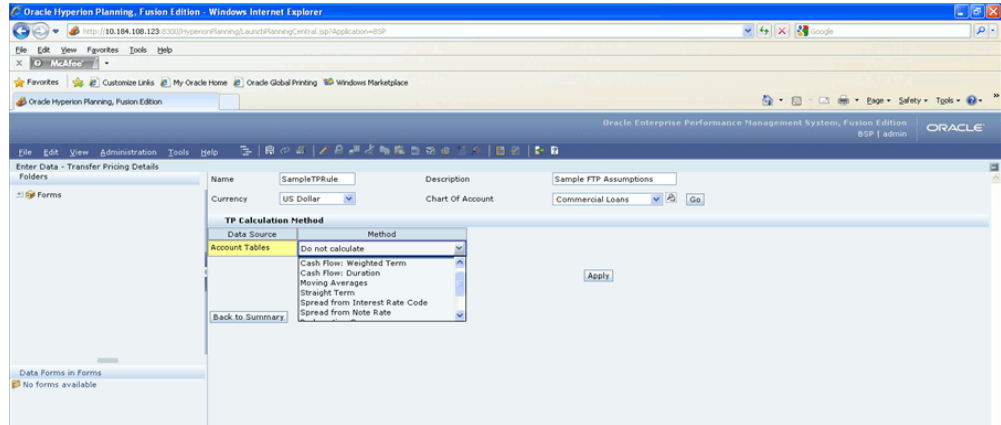 Oracle Hyperion Planning, Fusion Edition - Windows Internet Explorer
http://10.184.108.123:8300/HyperionPlanning/LaunchPlanningCentral.jsp?Application=BSP
Google
File Edit View Favorites Tools Help
X McAfee
Favorites Customize Links My Oracle Home Oracle Global Printing Windows Marketplace
Oracle Hyperion Planning, Fusion Edition Page Safety Tools
Oracle Enterprise Performance Management System, Fusion Edition
BSP | admin
ORACLE
File Edit View Administration Tools Help
Enter Data - Transfer Pricing Details
Folders
Forms
Name SampleTPRule Description Sample FTP Assumptions
Currency US Dollar Chart Of Account Commercial Loans Go
TP Calculation Method
Data Source Method
Account Tables Do not calculate
Cash Flow: Weighted Term
Cash Flow: Duration
Moving Averages
Straight Term
Spread from Interest Rate Code
Spread from Note Rate
Apply
Back to Summary
Data Forms in Forms
No forms available